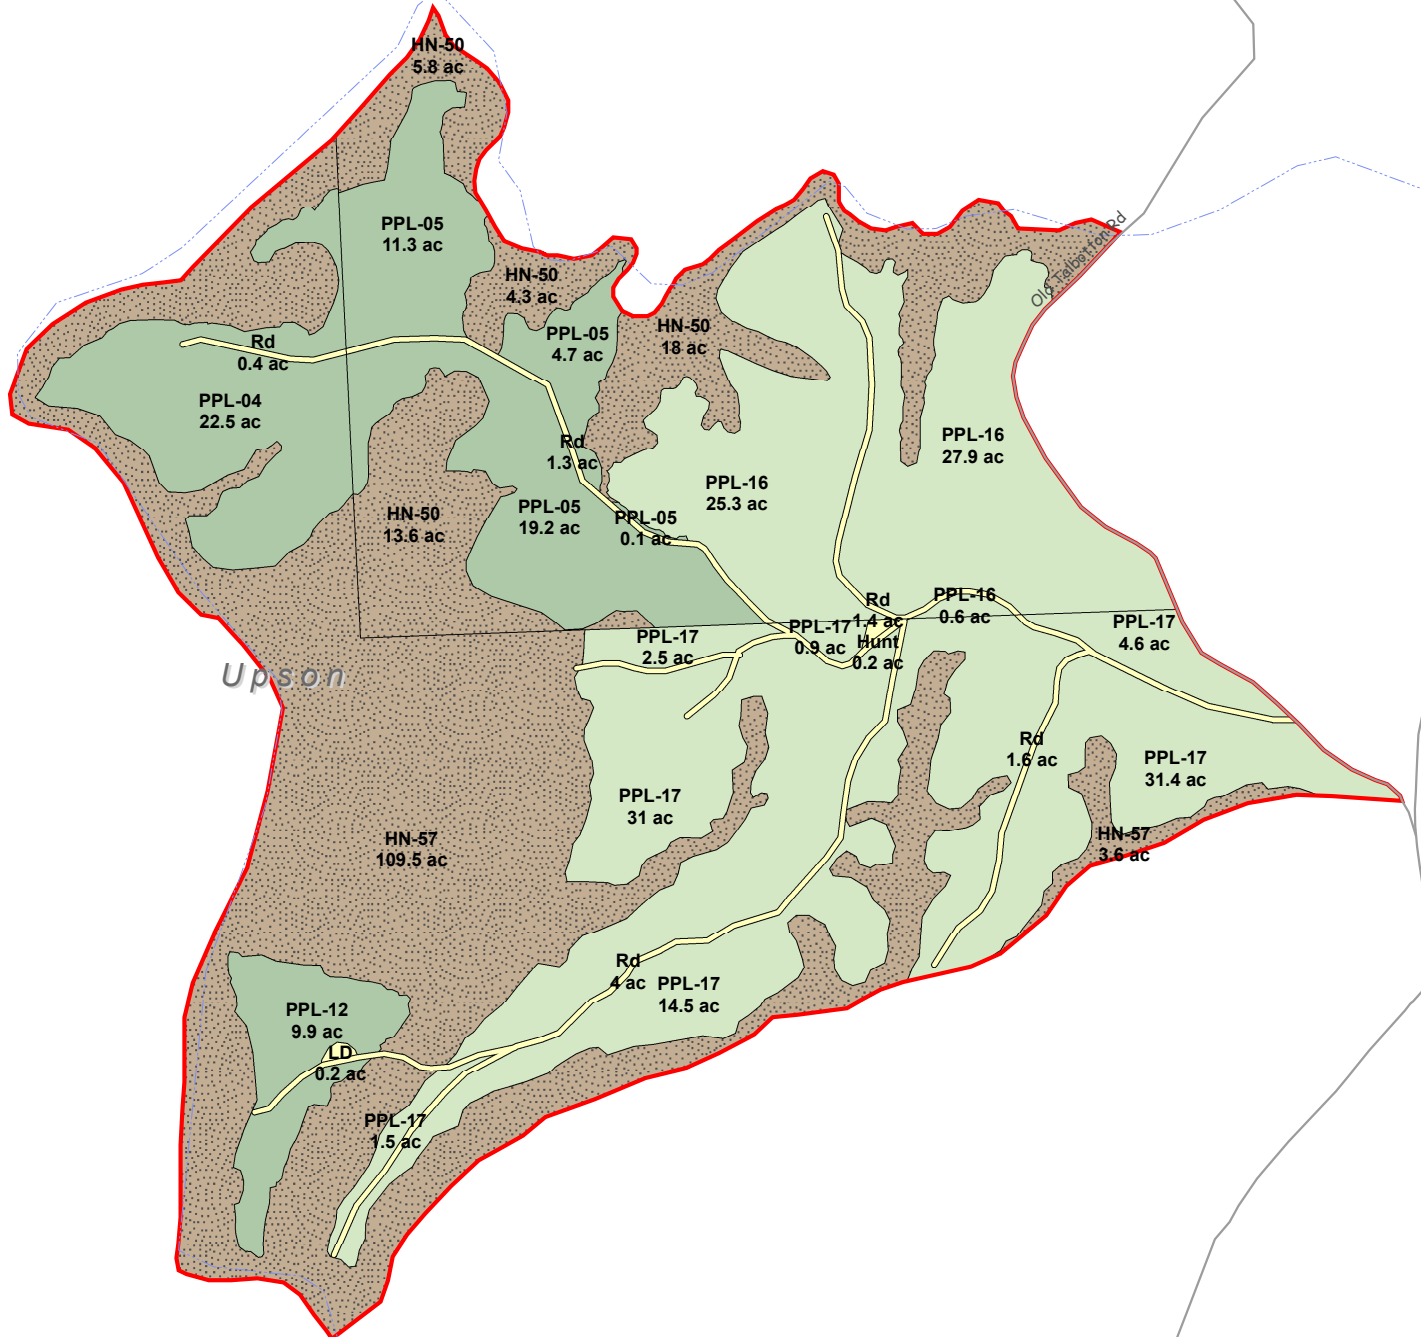 HN-50
5.8 ac
PPL-05
11.3 ac
Old Talbotton Rd
HN-50
4.3 ac
HN-50
18 ac
PPL-05
4.7 ac
Rd
0.4 ac
PPL-04
22.5 ac
Rd
1.3 ac
PPL-16
27.9 ac
PPL-16
25.3 ac
HN-50
13.6 ac
PPL-05
19.2 ac
PPL-05
0.1 ac
Rd
1.4 ac
PPL-16
0.6 ac
PPL-17
4.6 ac
PPL-17
2.5 ac
PPL-17
0.9 ac
Hunt
0.2 ac
Upson
Rd
1.6 ac
PPL-17
31.4 ac
PPL-17
31 ac
HN-57
109.5 ac
HN-57
3.6 ac
Rd
4 ac
PPL-17
14.5 ac
PPL-12
9.9 ac
LD
0.2 ac
PPL-17
1.5 ac